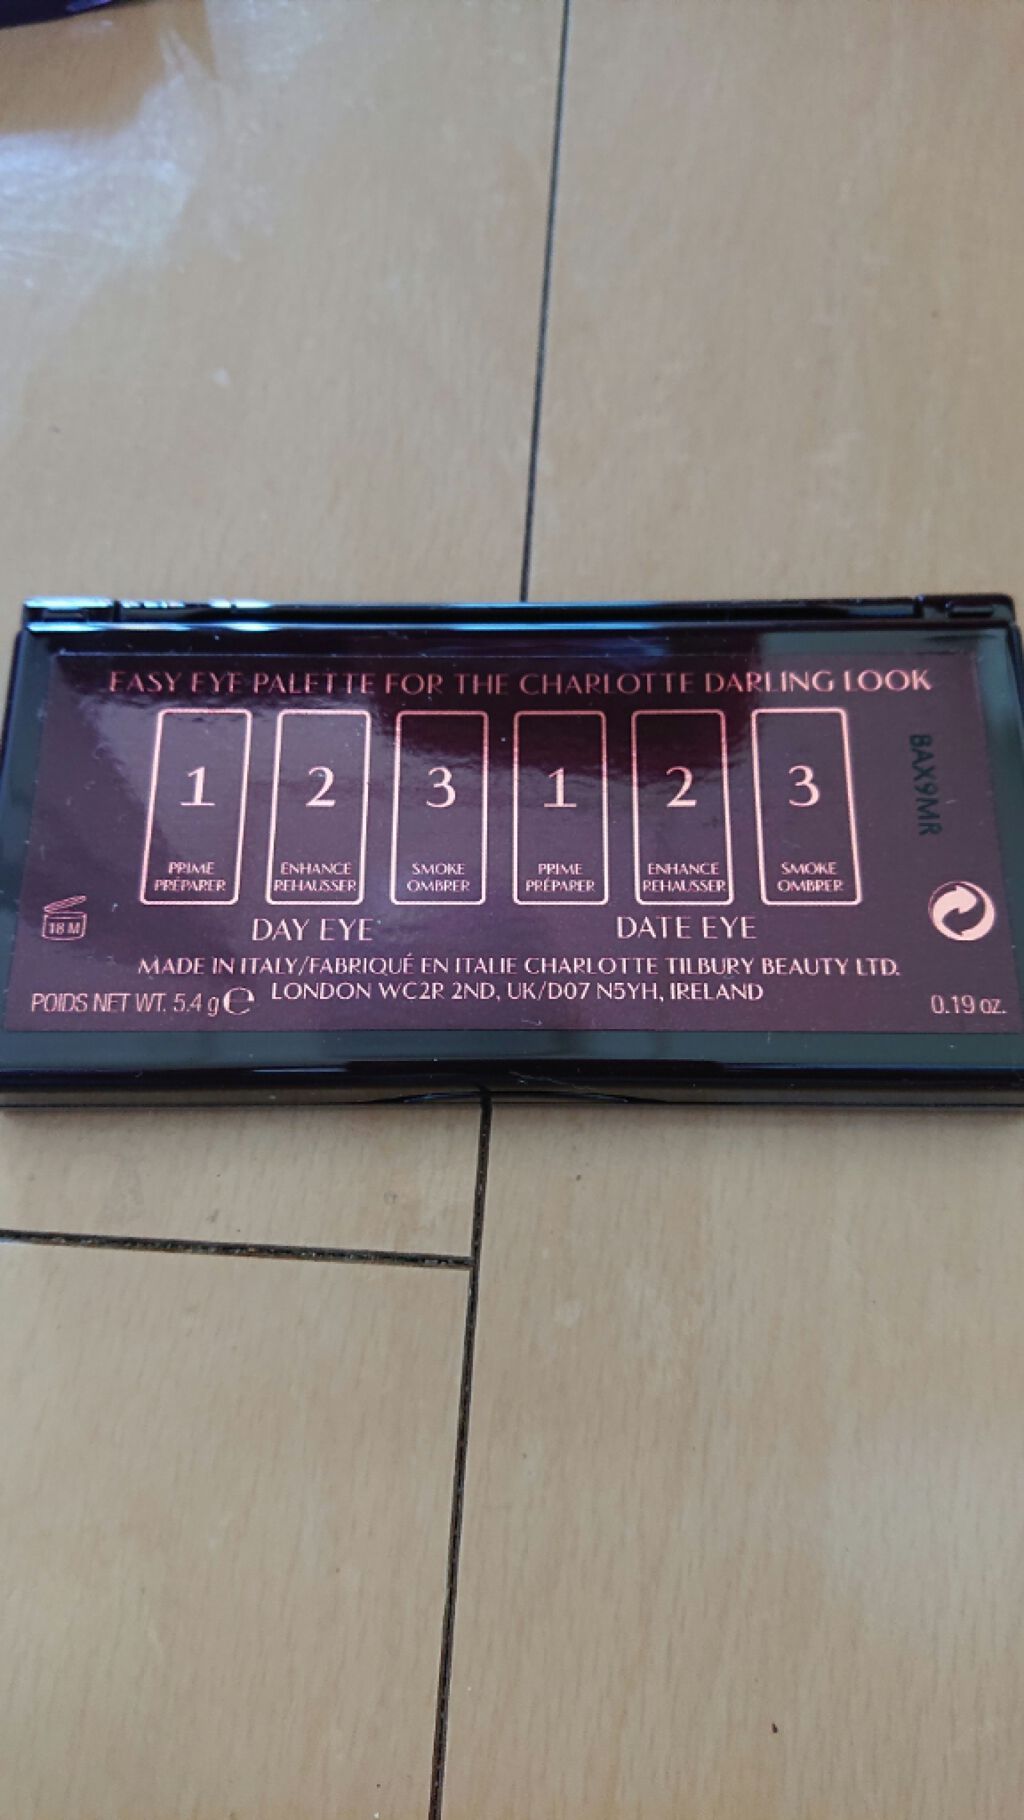 EASY EYE PALETTE FOR THE CHARLOTTE DARLING LOOK
1 2 3 1 2 3
PRIME ENHANCE SMOKE PRIME ENHANCE SMOKE
PRÉPARER REHAUSSER OMBRER PRÉPARER REHAUSSER OMBRER
BAX9MR
18 M
DAY EYE DATE EYE
MADE IN ITALY/FABRIQUÉ EN ITALIE CHARLOTTE TILBURY BEAUTY LTD.
LONDON WC2R 2ND, UK/D07 N5YH, IRELAND
POIDS NET WT. 5.4 g ℮
0.19 oz.